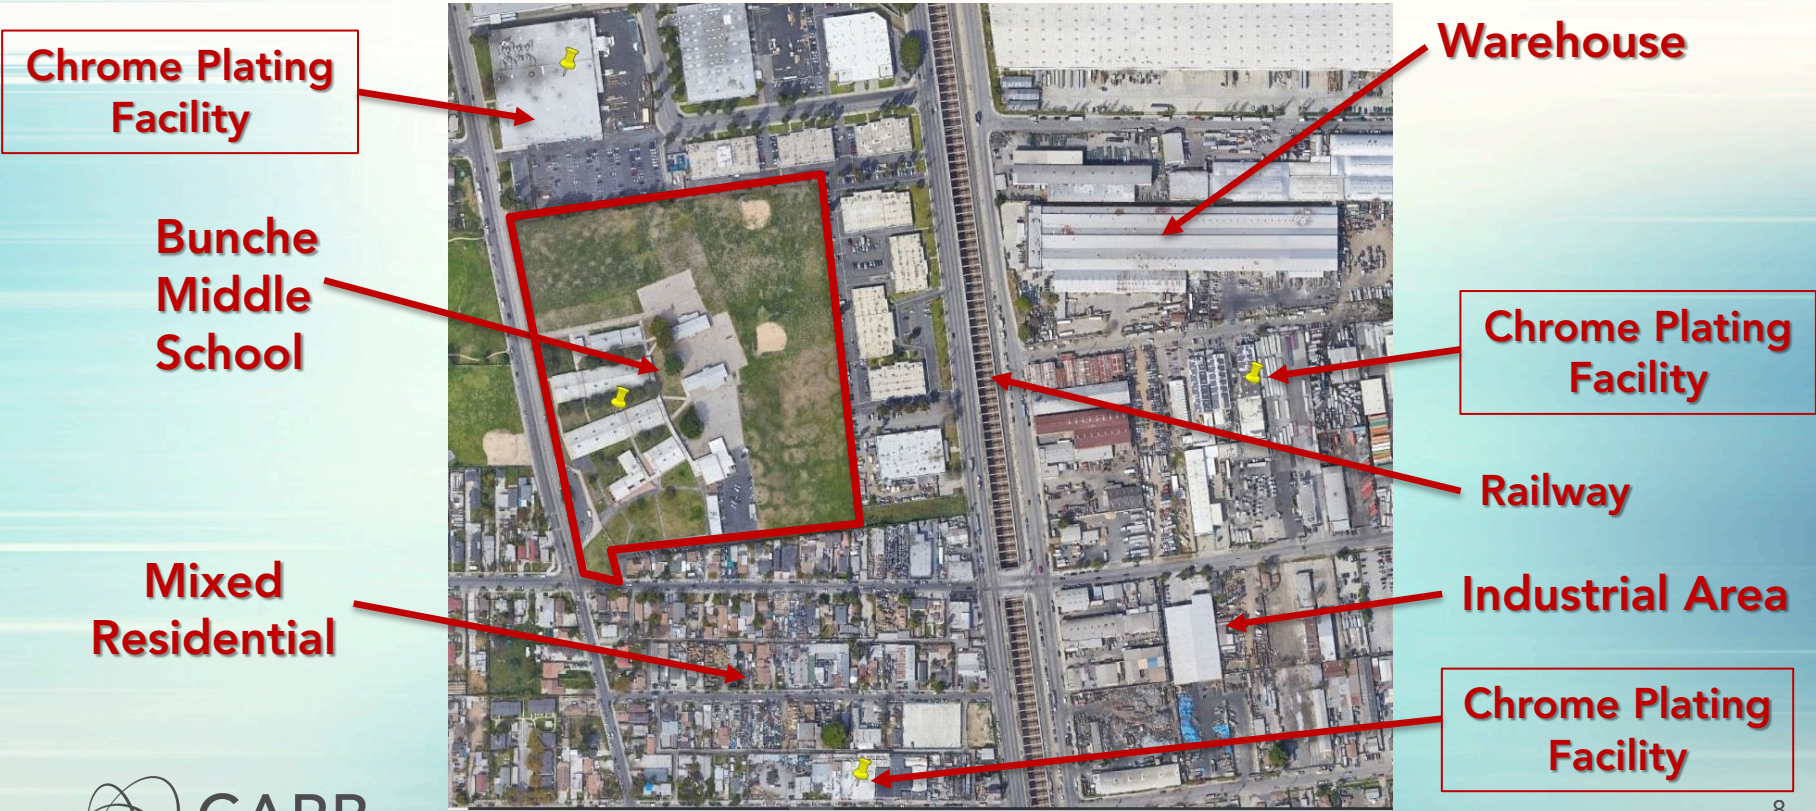 Chrome Plating
Facility
Bunche
Middle
School
Mixed
Residential
Warehouse
Chrome Plating
Facility
Railway
Industrial Area
Chrome Plating
Facility
CARB
8